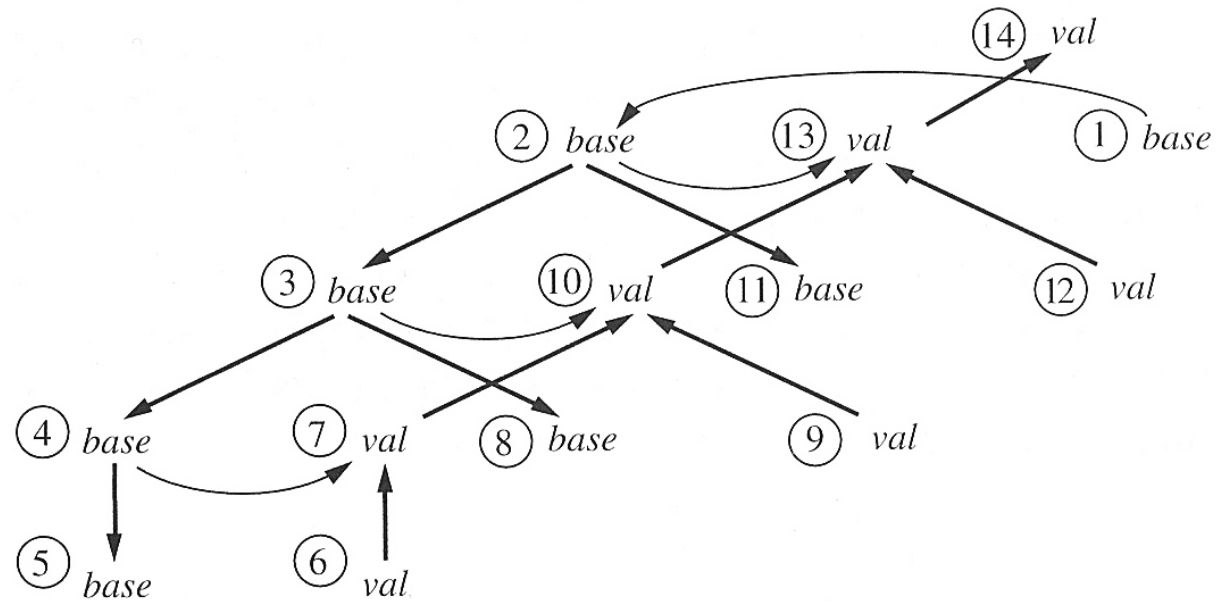 14 val
2 base 13 val 1 base
3 base 10 val 11 base 12 val
4 base 7 val 8 base 9 val
5 base 6 val